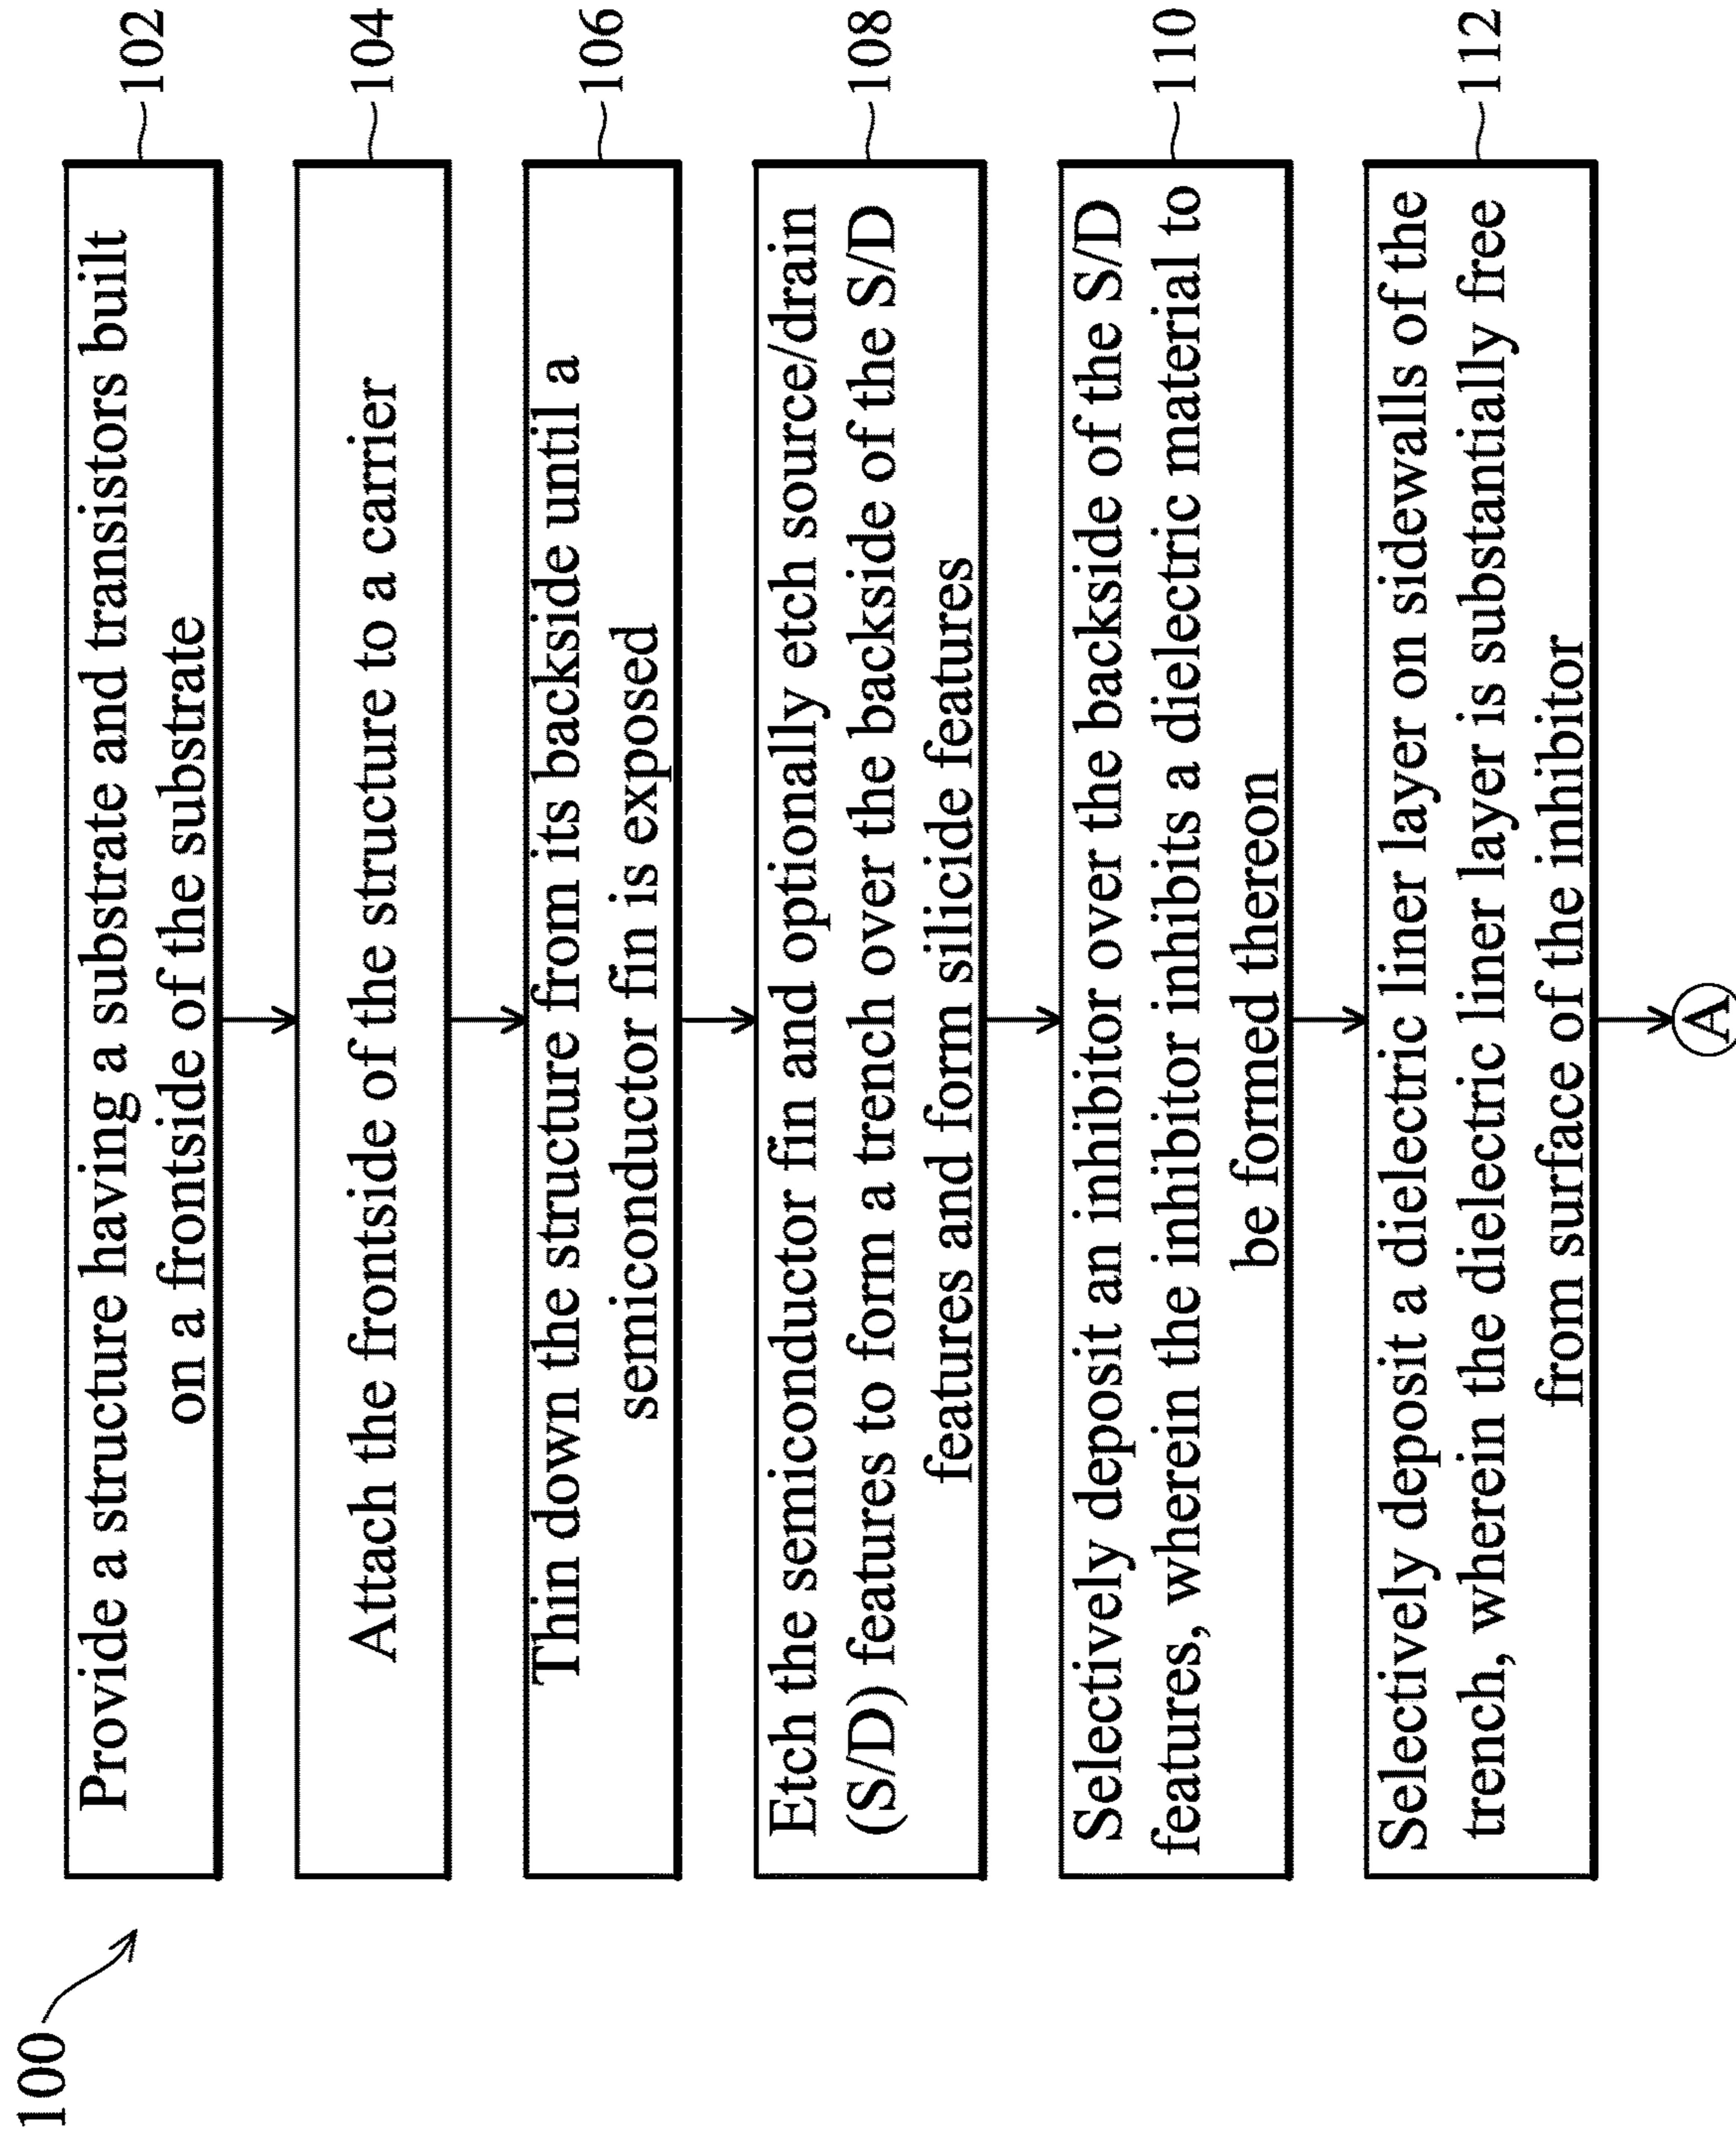 100
Provide a structure having a substrate and transistors built
on a frontside of the substrate
102
Attach the frontside of the structure to a carrier
104
Thin down the structure from its backside until a
semiconductor fin is exposed
106
Etch the semiconductor fin and optionally etch source/drain
(S/D) features to form a trench over the backside of the S/D
features and form silicide features
108
Selectively deposit an inhibitor over the backside of the S/D
features, wherein the inhibitor inhibits a dielectric material to
be formed thereon
110
Selectively deposit a dielectric liner layer on sidewalls of the
trench, wherein the dielectric liner layer is substantially free
from surface of the inhibitor
112
A